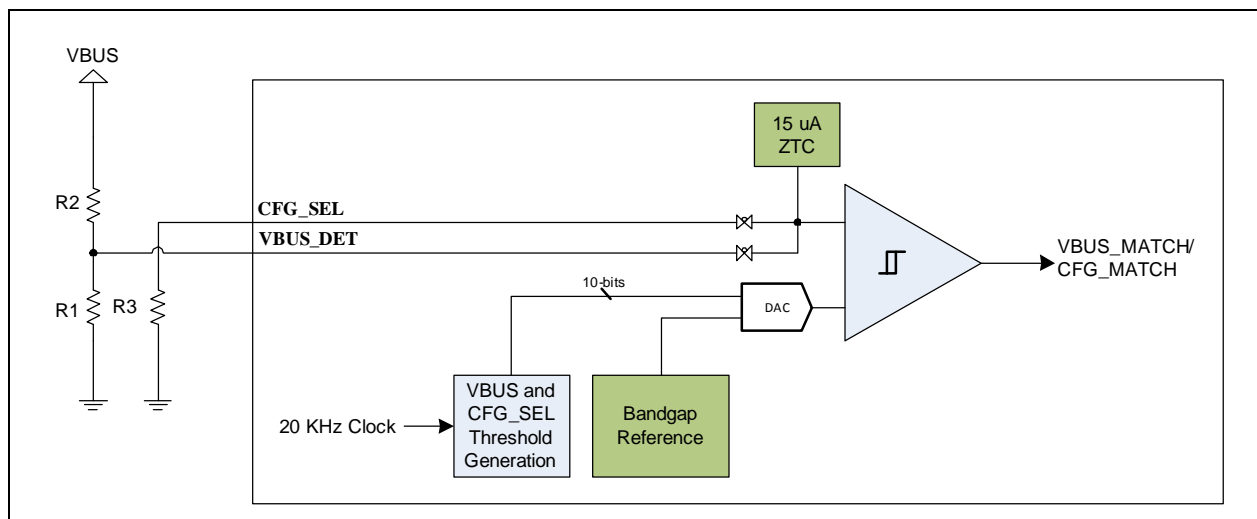 VBUS
15 uA
ZTC
R2
CFG_SEL
VBUS_DET
VBUS_MATCH/
CFG_MATCH
10-bits
R1
R3
DAC
20 KHz Clock
VBUS and
CFG_SEL
Threshold
Generation
Bandgap
Reference